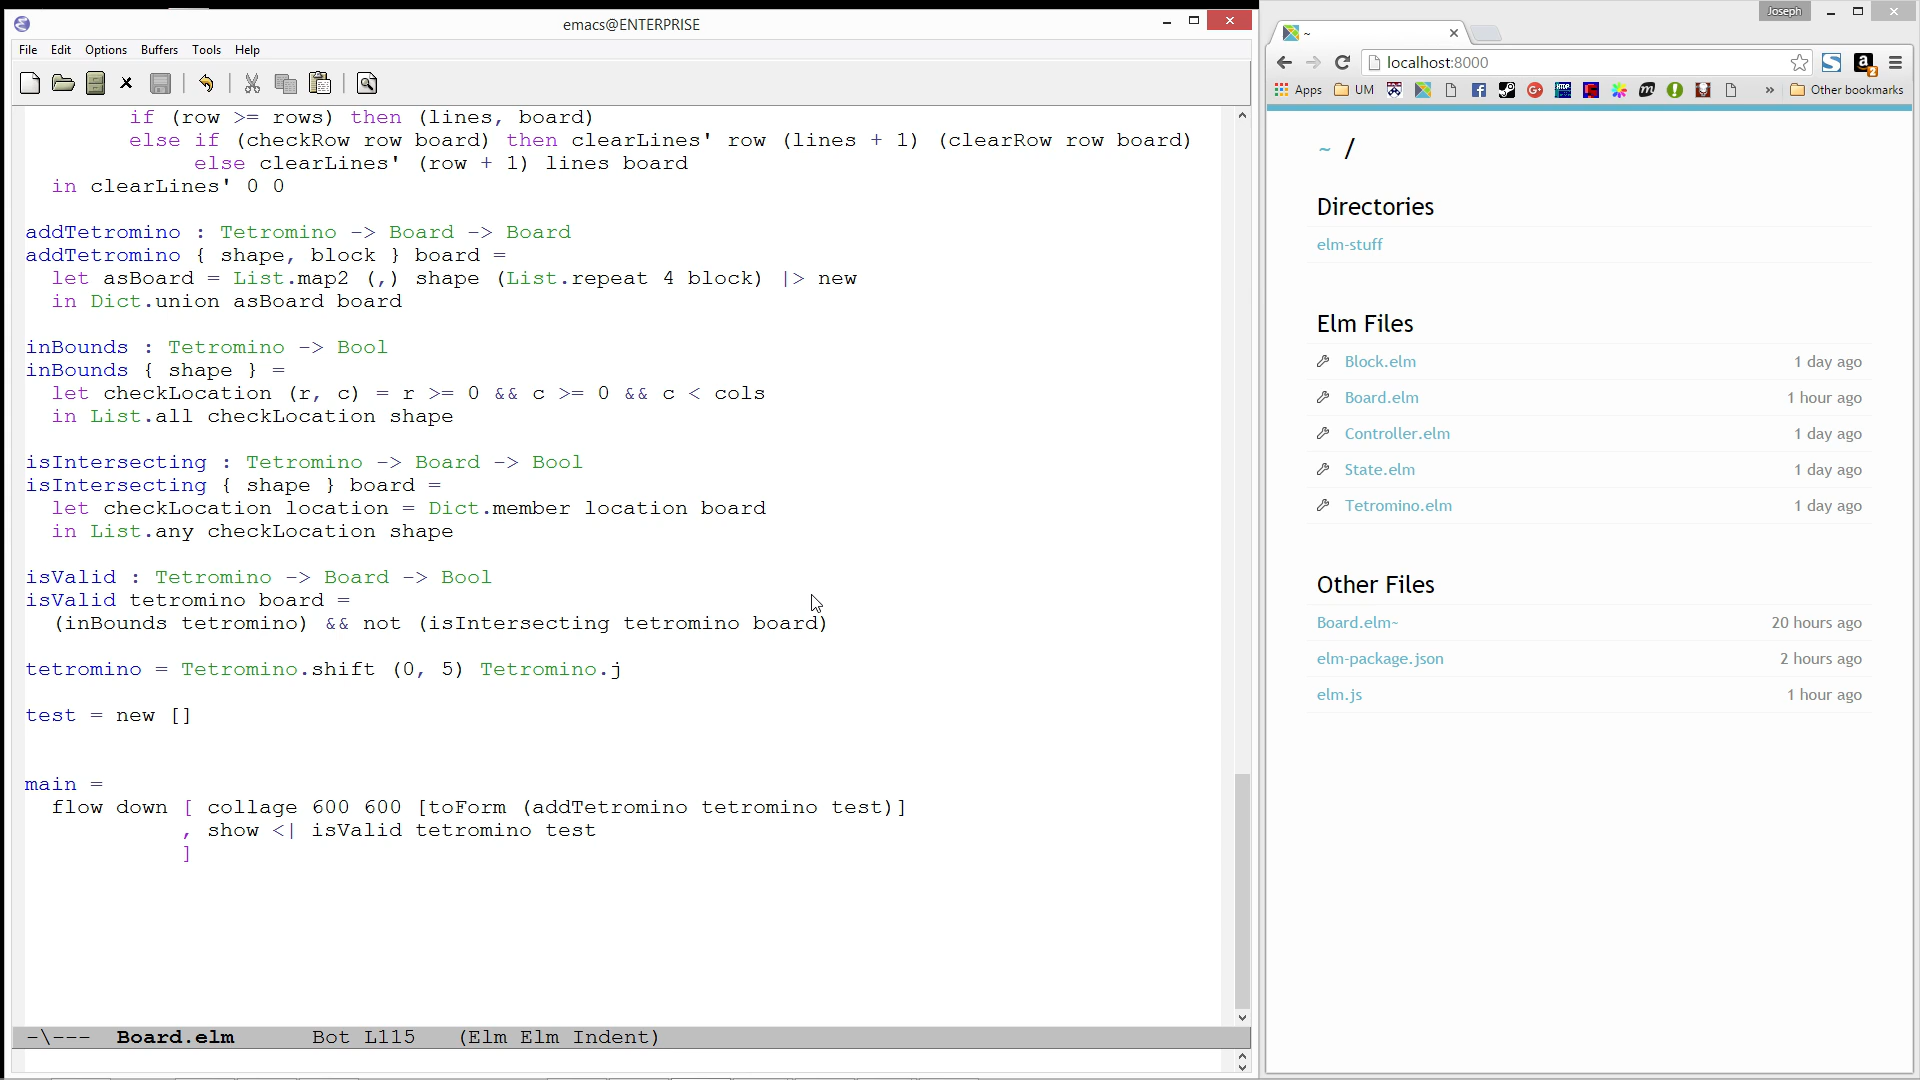 emacs@ENTERPRISE
File Edit Options Buffers Tools Help
if (row >= rows) then (lines, board)
else if (checkRow row board) then clearLines' row (lines + 1) (clearRow row board)
else clearLines' (row + 1) lines board
in clearLines' 0 0
addTetromino : Tetromino -> Board -> Board
addTetromino { shape, block } board =
let asBoard = List.map2 (,) shape (List.repeat 4 block) |> new
in Dict.union asBoard board
inBounds : Tetromino -> Bool
inBounds { shape } =
let checkLocation (r, c) = r >= 0 && c >= 0 && c < cols
in List.all checkLocation shape
isIntersecting : Tetromino -> Board -> Bool
isIntersecting { shape } board =
let checkLocation location = Dict.member location board
in List.any checkLocation shape
isValid : Tetromino -> Board -> Bool
isValid tetromino board =
(inBounds tetromino) && not (isIntersecting tetromino board)
tetromino = Tetromino.shift (0, 5) Tetromino.j
test = new []
main =
flow down [ collage 600 600 [toForm (addTetromino tetromino test)]
, show <| isValid tetromino test
]
-\--- Board.elm Bot L115 (Elm Elm Indent)
Joseph
~
localhost:8000
Apps UM » Other bookmarks
~ /
Directories
elm-stuff
Elm Files
Block.elm 1 day ago
Board.elm 1 hour ago
Controller.elm 1 day ago
State.elm 1 day ago
Tetromino.elm 1 day ago
Other Files
Board.elm~ 20 hours ago
elm-package.json 2 hours ago
elm.js 1 hour ago